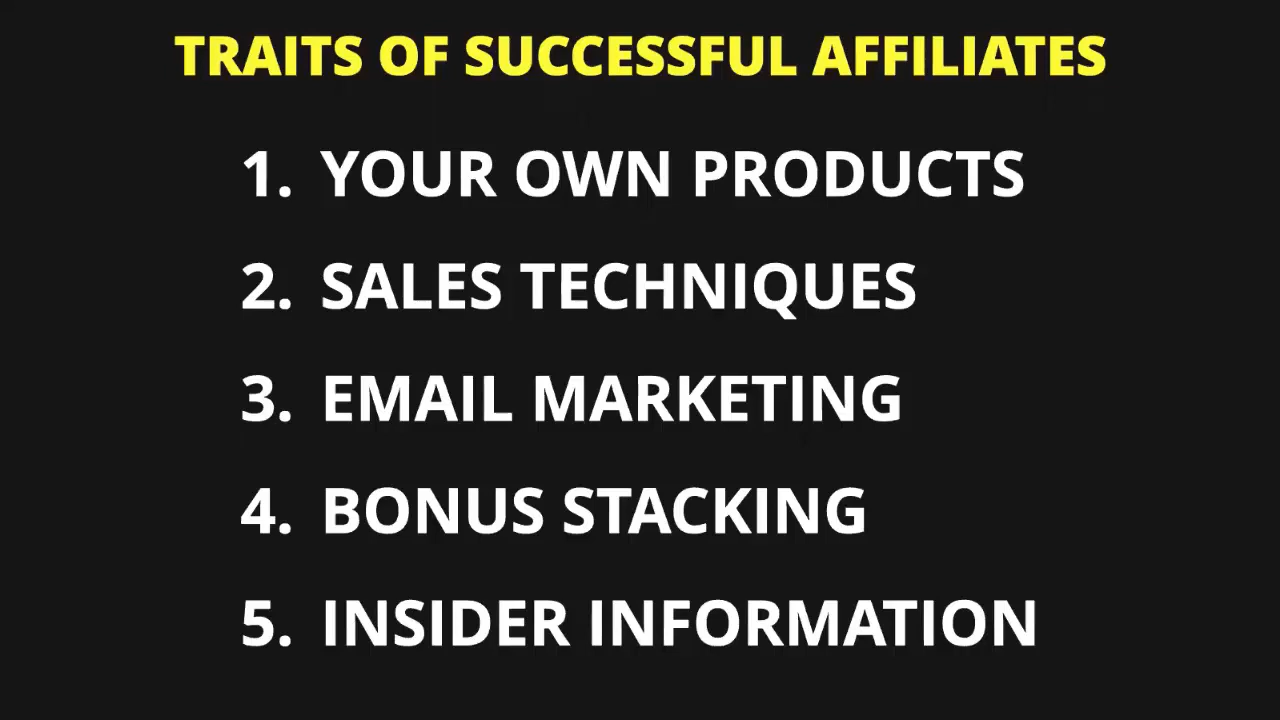 TRAITS OF SUCCESSFUL AFFILIATES
1. YOUR OWN PRODUCTS
2. SALES TECHNIQUES
3. EMAIL MARKETING
4. BONUS STACKING
5. INSIDER INFORMATION